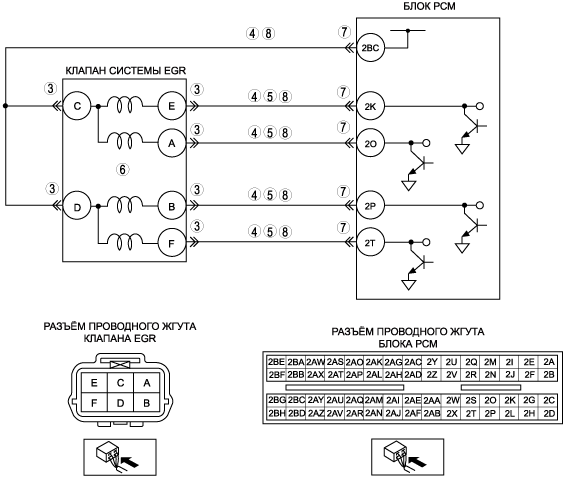 БЛОК PCM
4 8 7
2BC
КЛАПАН СИСТЕМЫ EGR
3 C E 3 4 5 8 7 2K
A 3 4 5 8 7 2O
6
3 D B 3 4 5 8 7 2P
F 3 4 5 8 7 2T
РАЗЪЁМ ПРОВОДНОГО ЖГУТА
КЛАПАНА EGR
E C A
F D B
РАЗЪЁМ ПРОВОДНОГО ЖГУТА
БЛОКА PCM
2BE 2BA 2AW 2AS 2AO 2AK 2AG 2AC 2Y 2U 2Q 2M 2I 2E 2A
2BF 2BB 2AX 2AT 2AP 2AL 2AH 2AD 2Z 2V 2R 2N 2J 2F 2B
2BG 2BC 2AY 2AU 2AQ 2AM 2AI 2AE 2AA 2W 2S 2O 2K 2G 2C
2BH 2BD 2AZ 2AV 2AR 2AN 2AJ 2AF 2AB 2X 2T 2P 2L 2H 2D